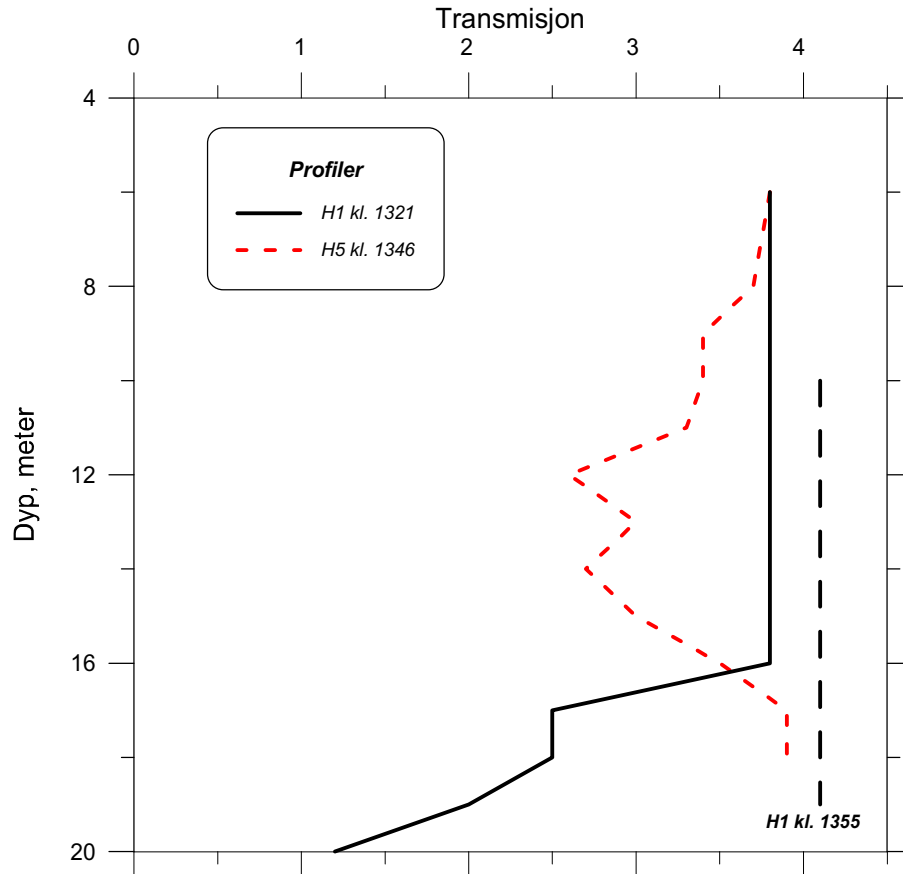 Transmisjon
0 1 2 3 4
4
8
12
16
20
Dyp, meter
Profiler
H1 kl. 1321
H5 kl. 1346
H1 kl. 1355